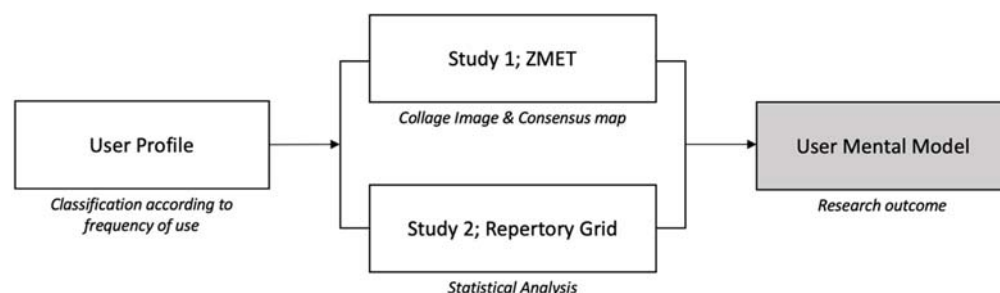 User Profile
Classification according to
frequency of use
Study 1; ZMET
Collage Image & Consensus map
Study 2; Repertory Grid
Statistical Analysis
User Mental Model
Research outcome